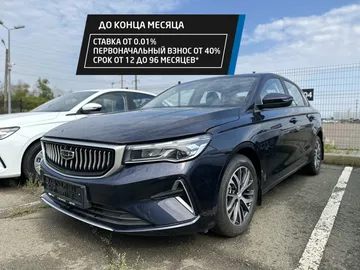 ДО КОНЦА МЕСЯЦА
СТАВКА ОТ 0.01%
ПЕРВОНАЧАЛЬНЫЙ ВЗНОС ОТ 40%
СРОК ОТ 12 ДО 96 МЕСЯЦЕВ*